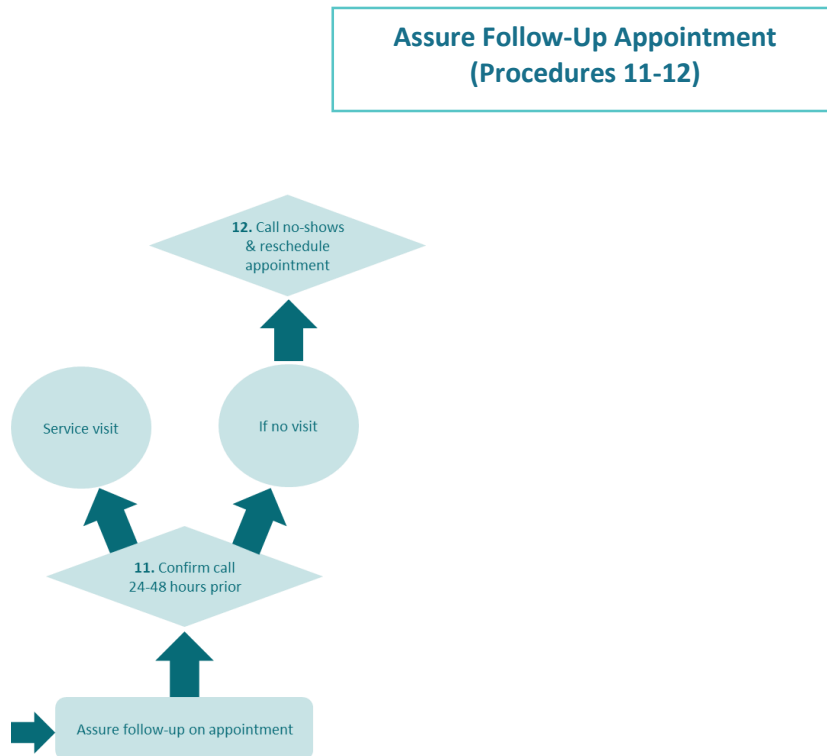 Assure Follow-Up Appointment
(Procedures 11-12)
12. Call no-shows
& reschedule
appointment
Service visit
If no visit
11. Confirm call
24-48 hours prior
Assure follow-up on appointment